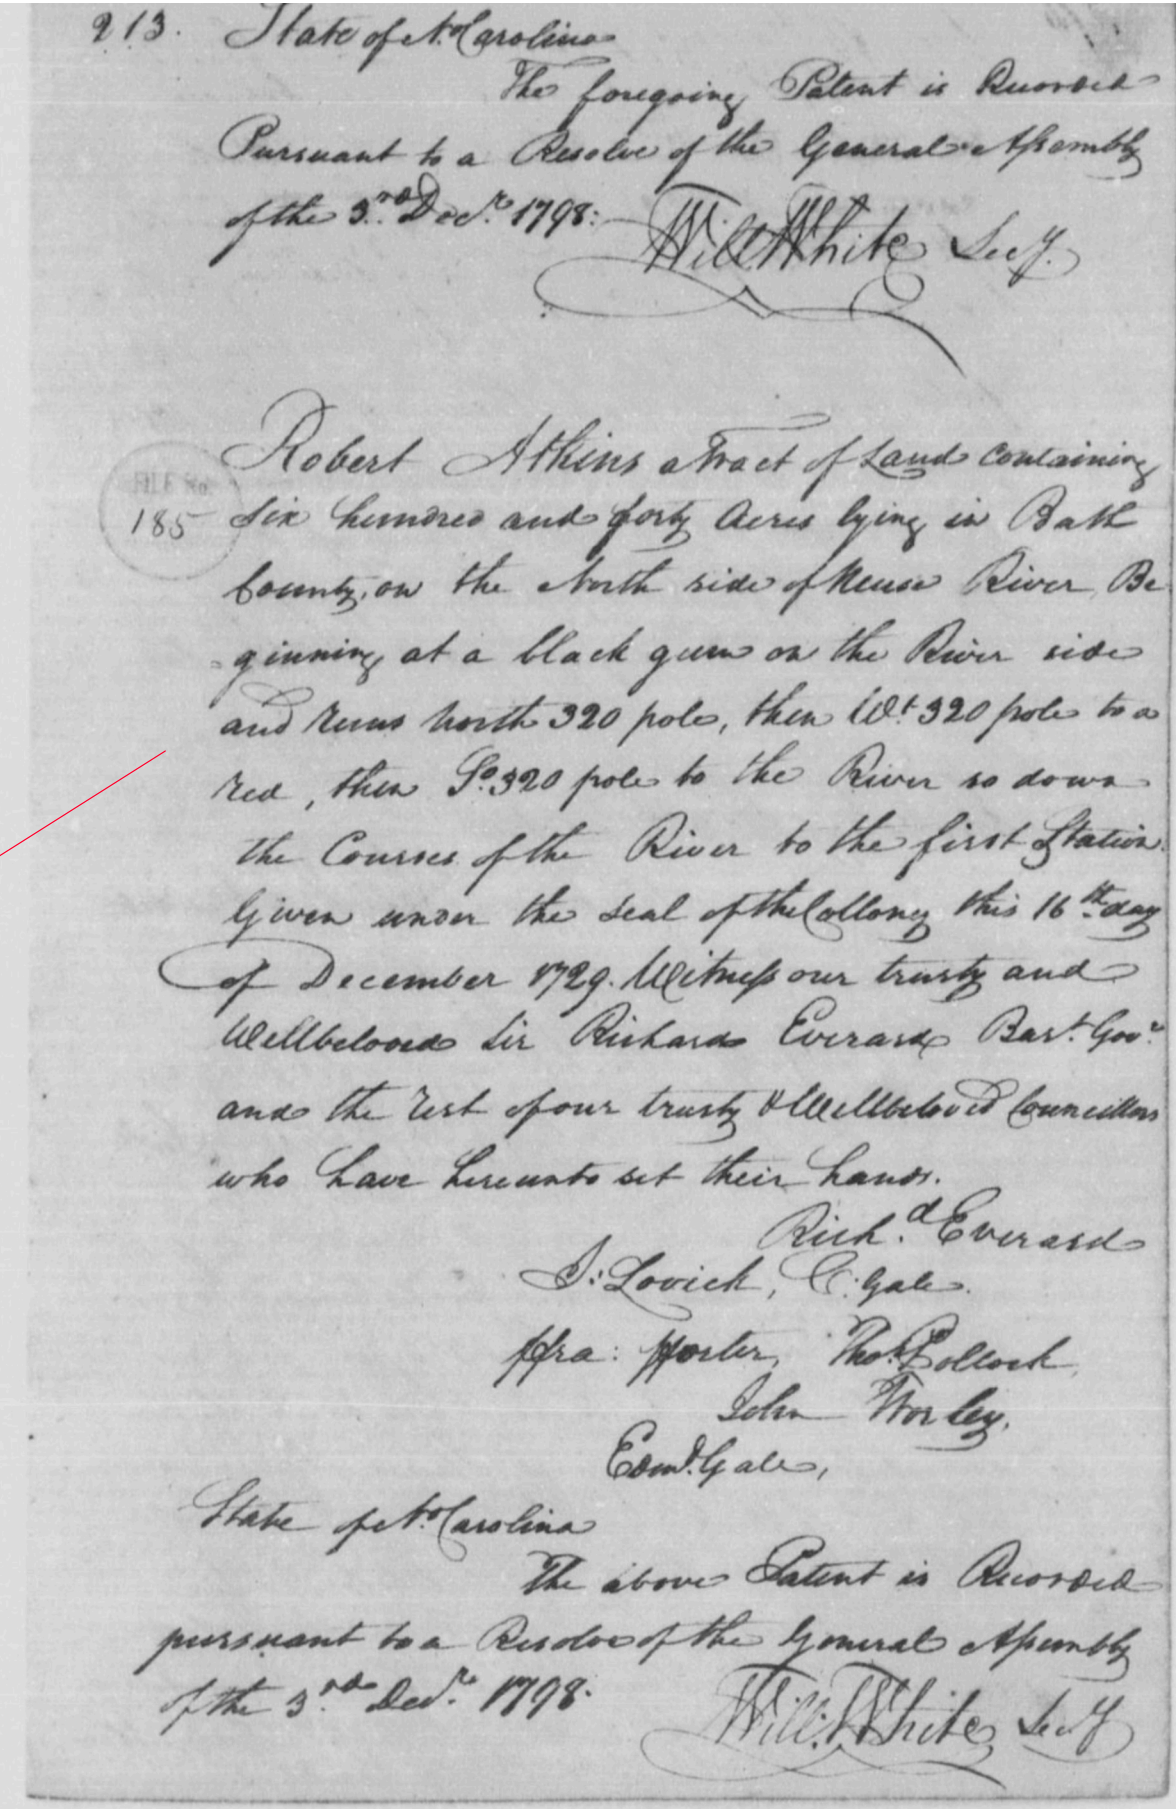 213. State of No. Carolina
The foregoing Patent is Recorded
Pursuant to a Resolve of the General Assembly
of the 3.rd Decr. 1798:
Will White Secy.
Robert Atkins a Tract of Land containing
FILE No.
185
Six hundred and forty Acres lying in Bath
County, on the North side of Neuse River, Be
=ginning at a black gum on the River side
and runs North 320 pole, then Wt. 320 pole to a
red, then So. 320 pole to the River so down
the Courses of the River to the first Station.
Given under the Seal of the Collony this 16th. day
of December 1729. Witness our trusty and
Wellbeloved Sir Richard Everard Bart. Govr.
and the rest of our trusty & Wellbeloved Councillors
who have hereunto set their hands.
Richd. Everard
J: Lovick, C: Gale.
ffra: fforster, Thos. Pollock,
John Worley.
Edmd. Gale,
State of No. Carolina
The above Patent is Recorded
pursuant to a Resolve of the General Assembly
of the 3rd. Decr. 1798.
Will: White Secy